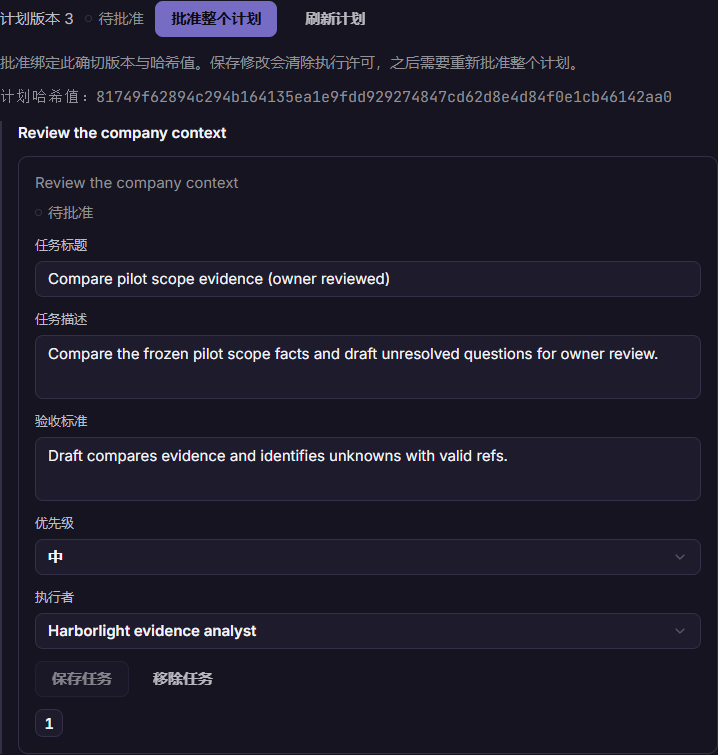 计划版本 3 待批准 批准整个计划 刷新计划
批准绑定此确切版本与哈希值。保存修改会清除执行许可，之后需要重新批准整个计划。
计划哈希值：81749f62894c294b164135ea1e9fdd929274847cd62d8e4d84f0e1cb46142aa0
Review the company context
Review the company context
待批准
任务标题
Compare pilot scope evidence (owner reviewed)
任务描述
Compare the frozen pilot scope facts and draft unresolved questions for owner review.
验收标准
Draft compares evidence and identifies unknowns with valid refs.
优先级
中
执行者
Harborlight evidence analyst
保存任务 移除任务
1